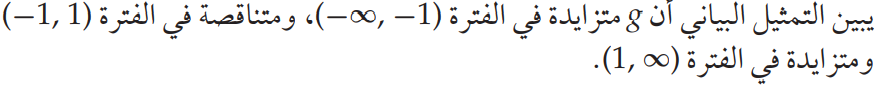 يبين التمثيل البياني أن g متزايدة في الفترة (−∞, −1)، ومتناقصة في الفترة (−1, 1)
ومتزايدة في الفترة (1, ∞).